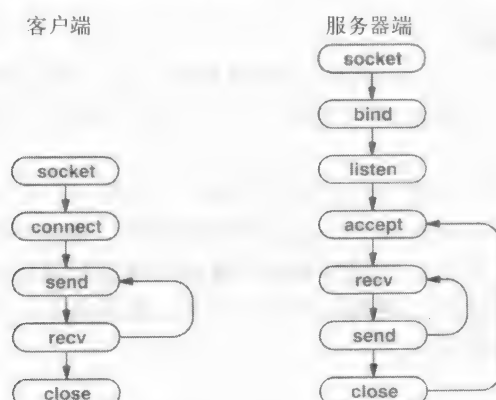 客户端
socket
connect
send
recv
close
服务器端
socket
bind
listen
accept
recv
send
close